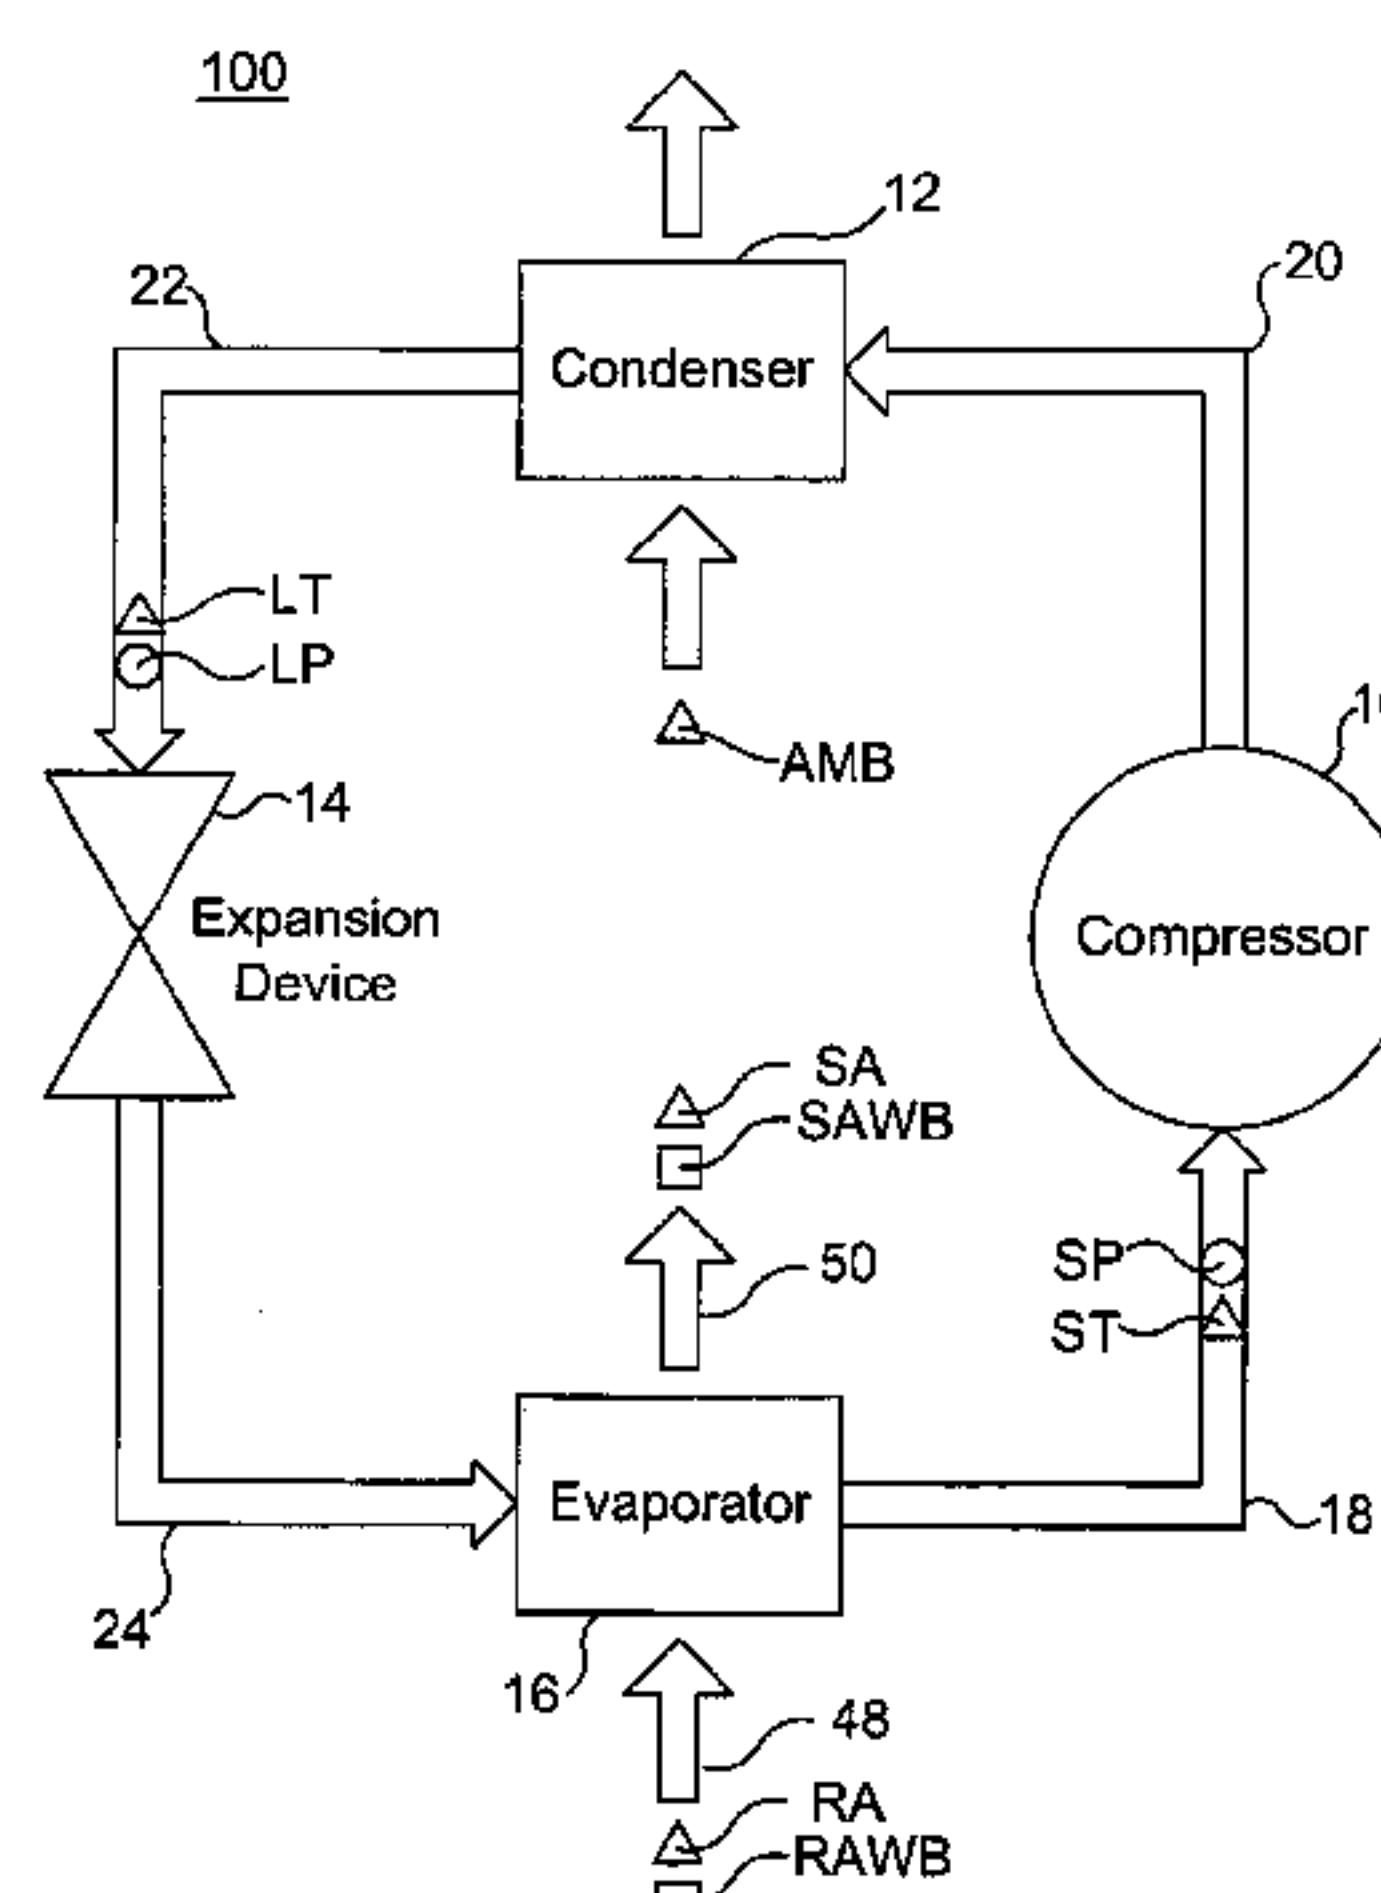 100
12
20
22
Condenser
LT
LP
AMB
14
Expansion
Device
Compressor
SA
SAWB
50
SP
ST
Evaporator
18
24
16
48
RA
RAWB